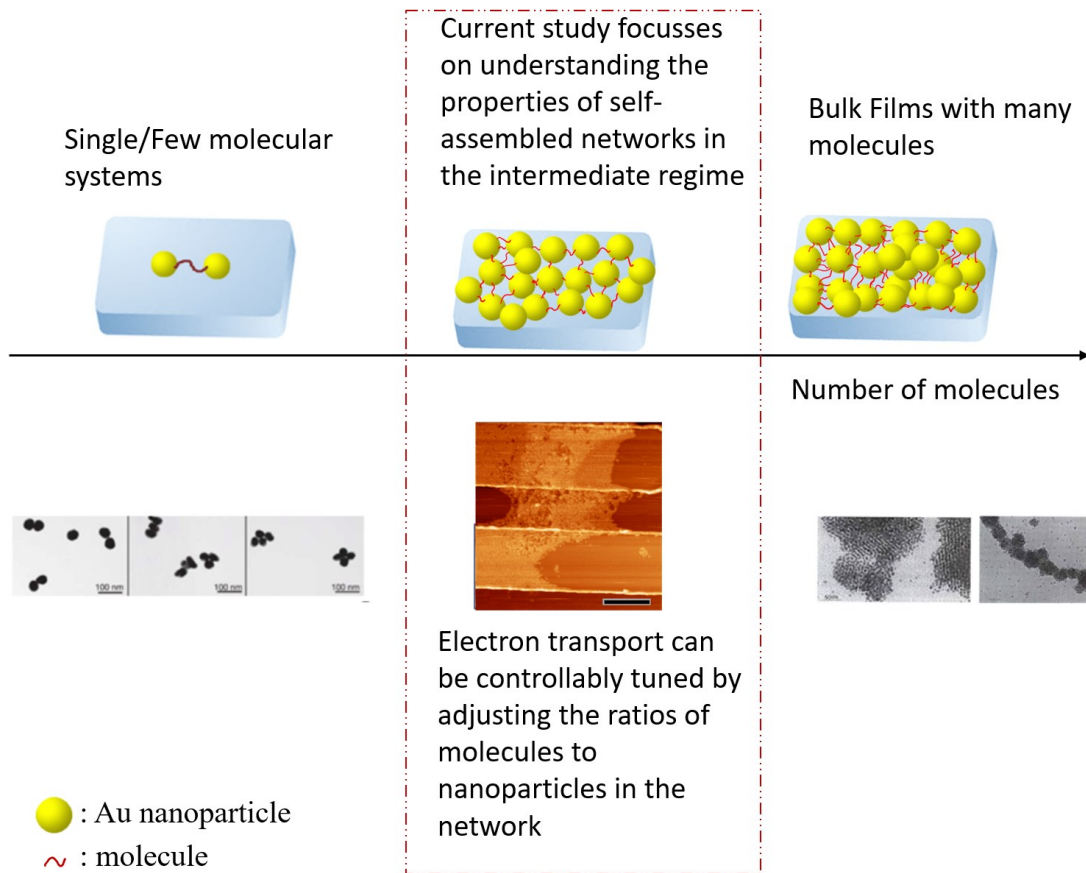 Single/Few molecular
systems
Current study focusses
on understanding the
properties of self-
assembled networks in
the intermediate regime
Bulk Films with many
molecules
Number of molecules
100 nm
100 nm
100 nm
Electron transport can
be controllably tuned by
adjusting the ratios of
molecules to
nanoparticles in the
network
: Au nanoparticle
: molecule